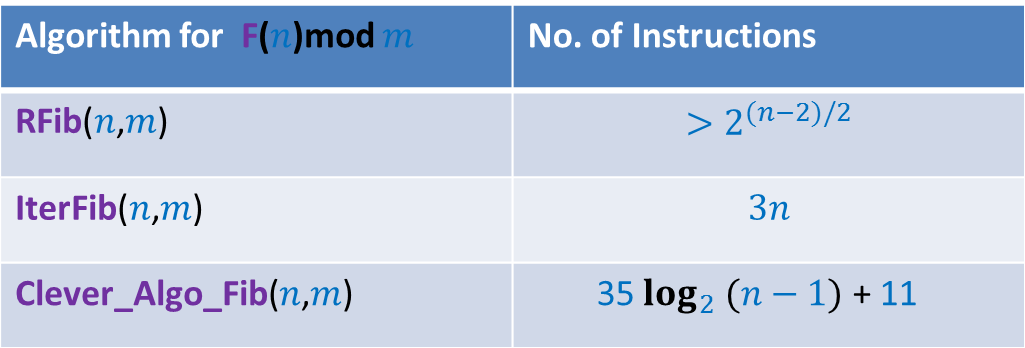 Algorithm for F(n)mod m No. of Instructions
RFib(n,m) > 2^{(n−2)/2}
IterFib(n,m) 3n
Clever_Algo_Fib(n,m) 35 log₂ (n − 1) + 11